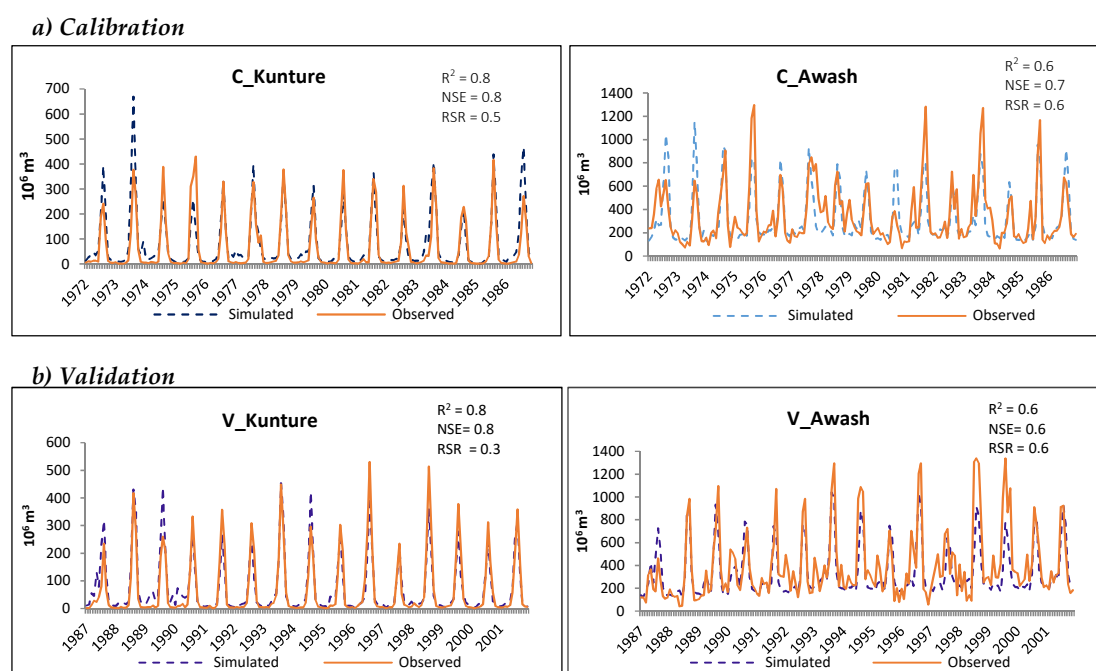 a) Calibration
C_Kunture
R² = 0.8
NSE = 0.8
RSR = 0.5
10⁶ m³
700
600
500
400
300
200
100
0
1972 1973 1974 1975 1976 1977 1978 1979 1980 1981 1982 1983 1984 1985 1986
Simulated Observed
C_Awash
R² = 0.6
NSE = 0.7
RSR = 0.6
10⁶ m³
1400
1200
1000
800
600
400
200
0
1972 1973 1974 1975 1976 1977 1978 1979 1980 1981 1982 1983 1984 1985 1986
Simulated Observed
b) Validation
V_Kunture
R² = 0.8
NSE= 0.8
RSR = 0.3
10⁶ m³
600
500
400
300
200
100
0
1987 1988 1989 1990 1991 1992 1993 1994 1995 1996 1997 1998 1999 2000 2001
Simulated Observed
V_Awash
R² = 0.6
NSE= 0.6
RSR = 0.6
10⁶ m³
1400
1200
1000
800
600
400
200
0
1987 1988 1989 1990 1991 1992 1993 1994 1995 1996 1997 1998 1999 2000 2001
Simulated Observed